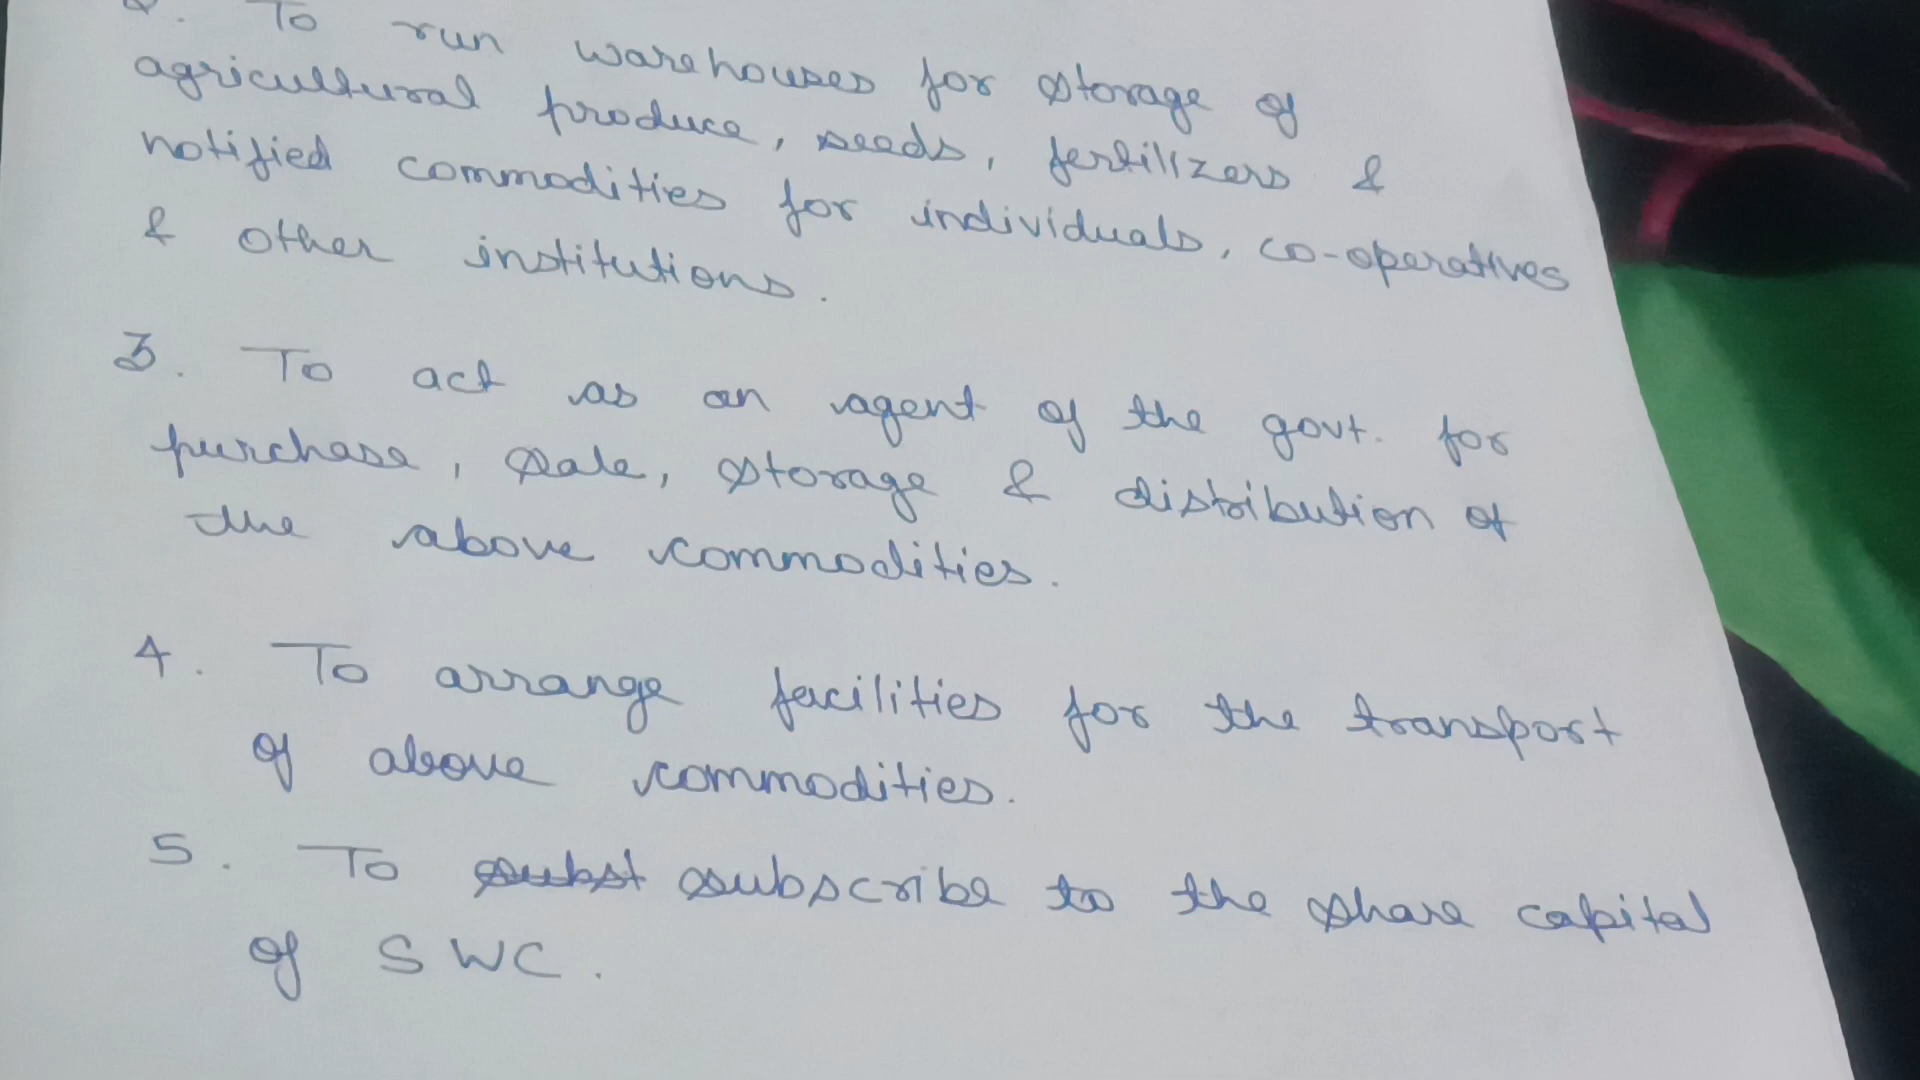 2. To run warehouses for storage of
agricultural produce, seeds, fertilizers &
notified commodities for individuals, co-operatives
& other institutions.
3. To act as an agent of the govt. for
purchase, sale, storage & distribution of
the above commodities.
4. To arrange facilities for the transport
of above commodities.
5. To subst subscribe to the share capital
of SWC.